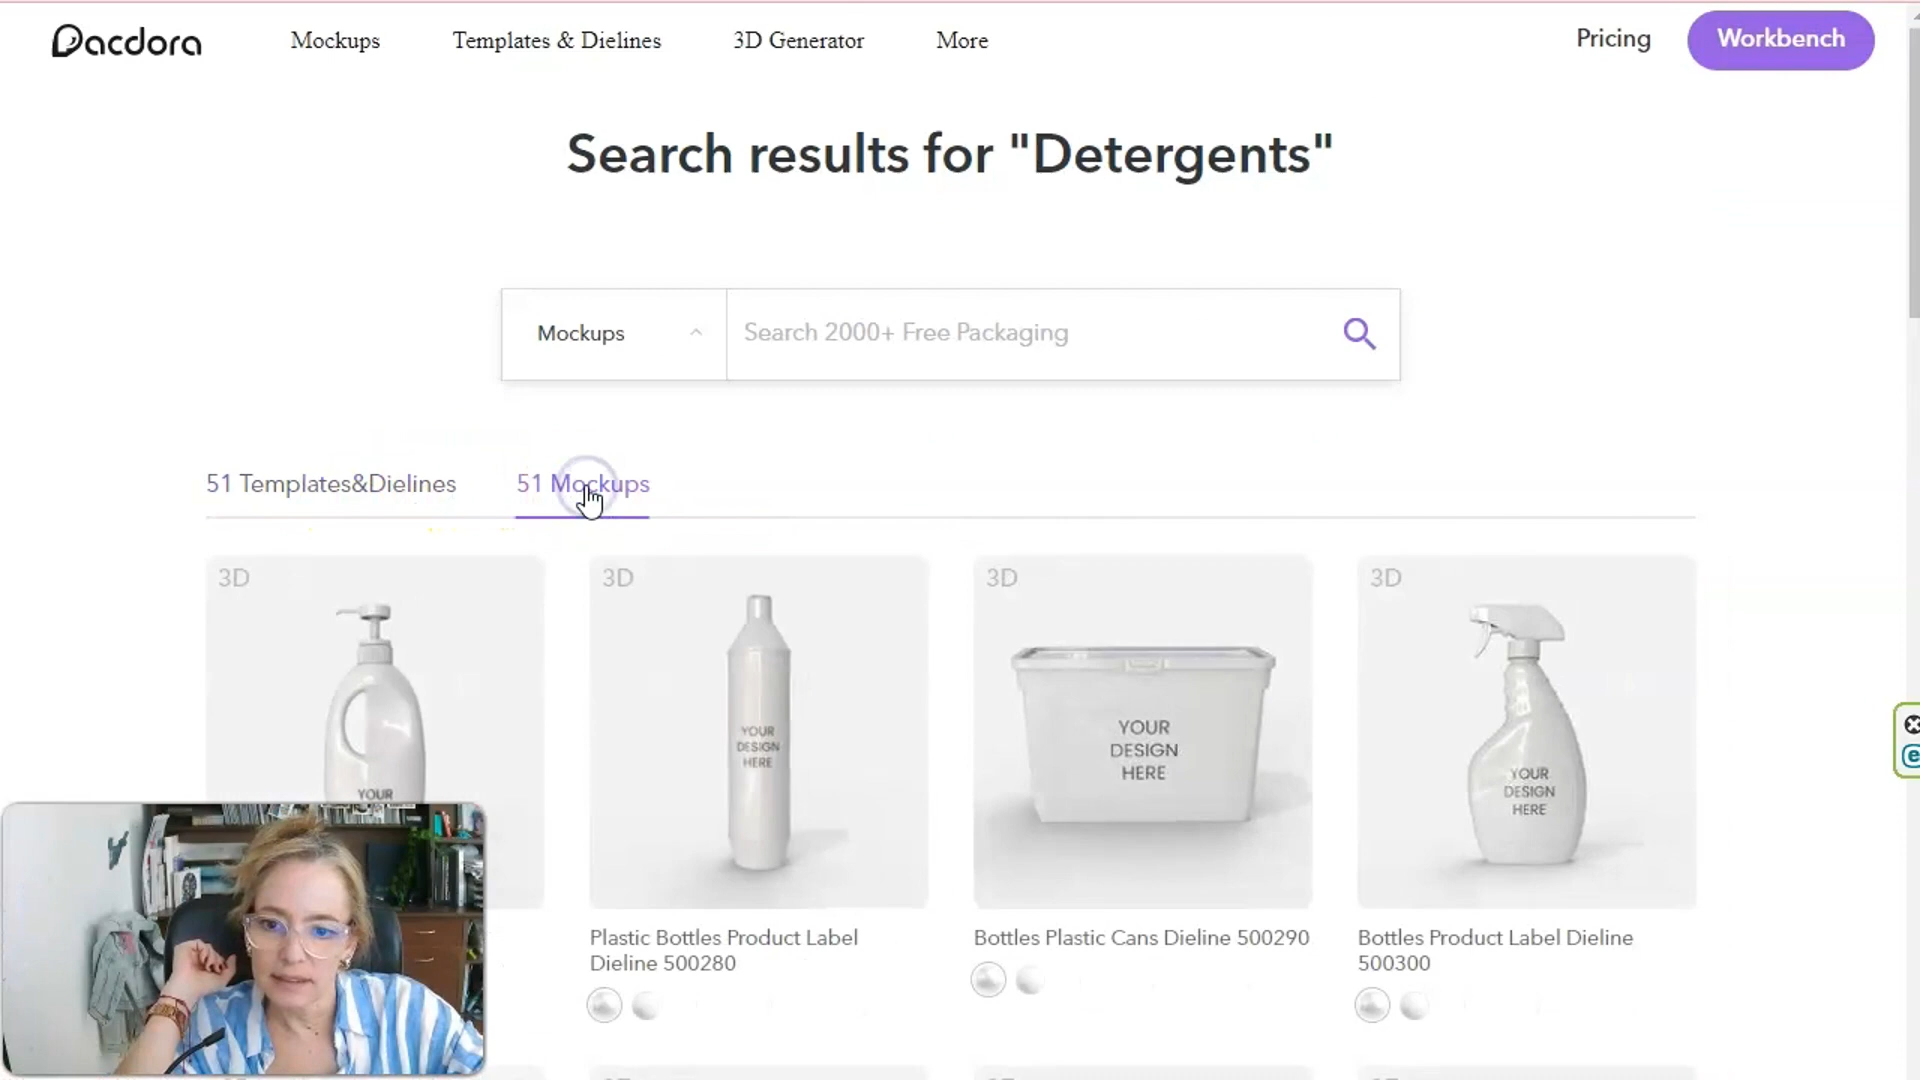 Pacdora
Mockups
Templates & Dielines
3D Generator
More
Pricing
Workbench
Search results for "Detergents"
Mockups
Search 2000+ Free Packaging
51 Templates&Dielines
51 Mockups
3D
3D
3D
3D
YOUR
YOUR
DESIGN
HERE
YOUR
DESIGN
HERE
YOUR
DESIGN
HERE
Plastic Bottles Product Label
Dieline 500280
Bottles Plastic Cans Dieline 500290
Bottles Product Label Dieline
500300